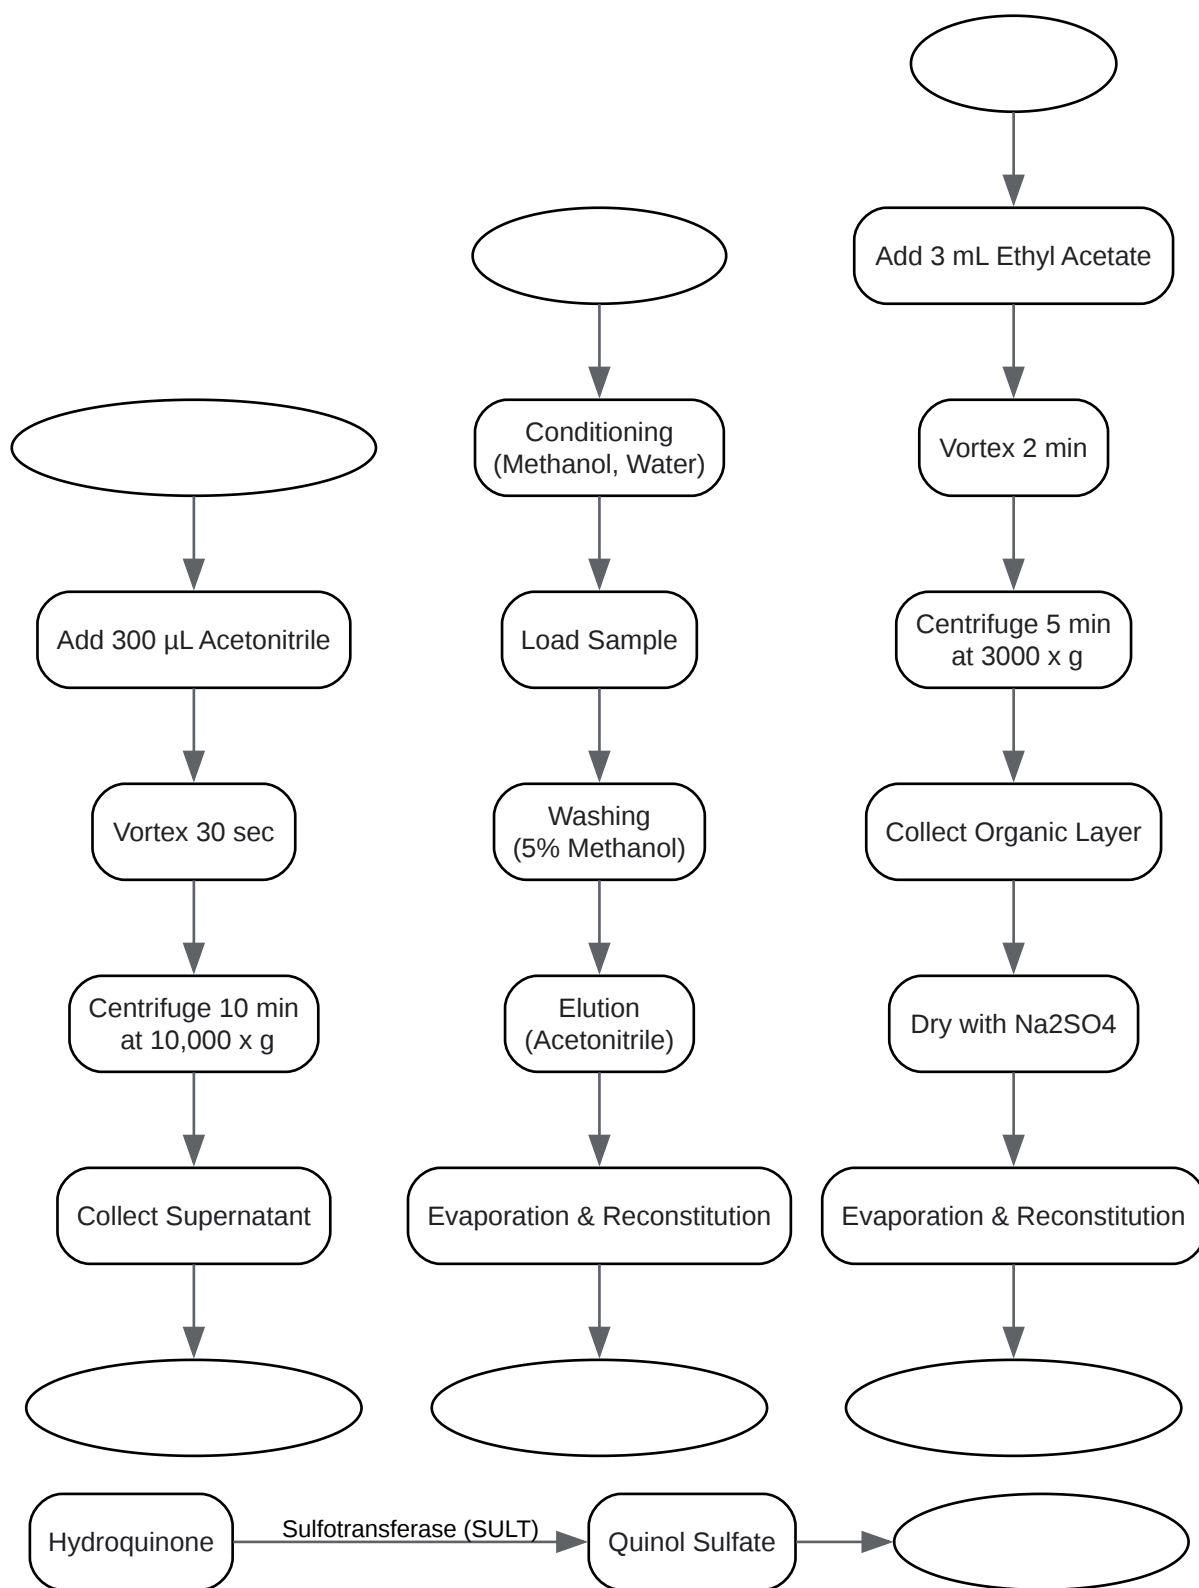 Add 300 µL Acetonitrile
Vortex 30 sec
Centrifuge 10 min
at 10,000 x g
Collect Supernatant
Conditioning
(Methanol, Water)
Load Sample
Washing
(5% Methanol)
Elution
(Acetonitrile)
Evaporation & Reconstitution
Add 3 mL Ethyl Acetate
Vortex 2 min
Centrifuge 5 min
at 3000 x g
Collect Organic Layer
Dry with Na2SO4
Evaporation & Reconstitution
Hydroquinone
Sulfotransferase (SULT)
Quinol Sulfate